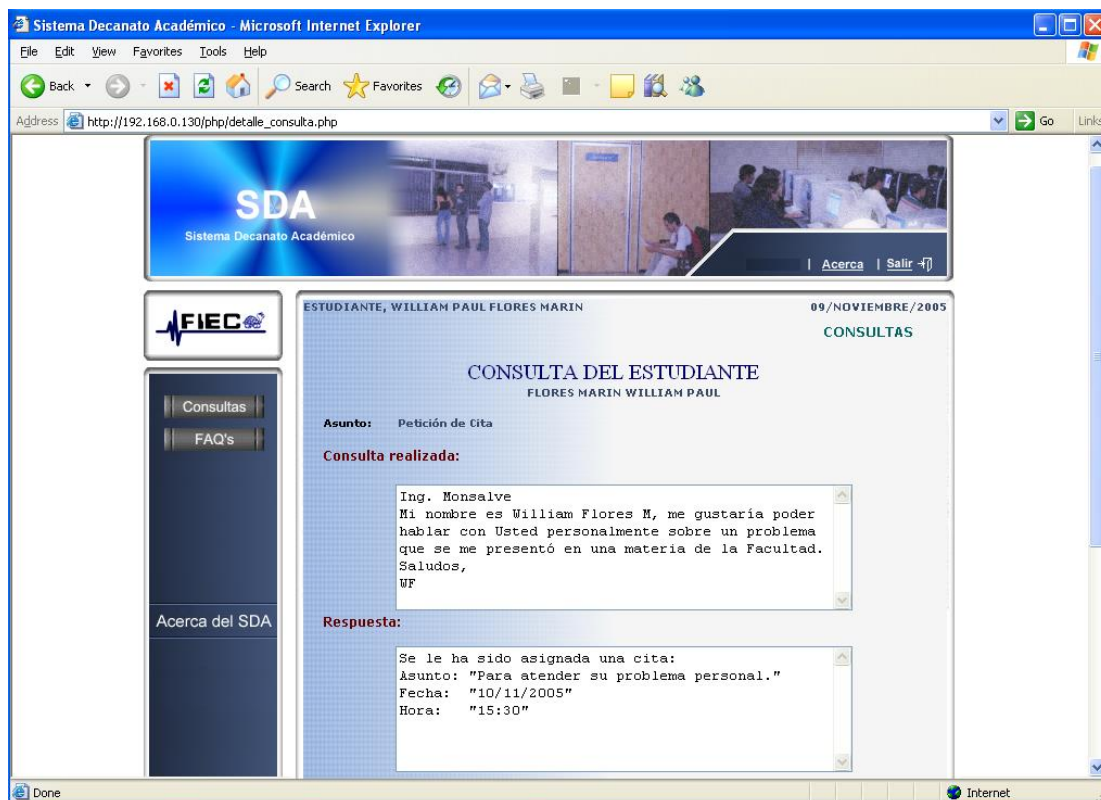 Sistema Decanato Académico - Microsoft Internet Explorer
File Edit View Favorites Tools Help
Back Search Favorites
Address http://192.168.0.130/php/detalle_consulta.php Go Links
SDA
Sistema Decanato Académico
| Acerca | Salir
FIEC
ESTUDIANTE, WILLIAM PAUL FLORES MARIN 09/NOVIEMBRE/2005
CONSULTAS
CONSULTA DEL ESTUDIANTE
FLORES MARIN WILLIAM PAUL
Consultas
FAQ's
Acerca del SDA
Asunto: Petición de Cita
Consulta realizada:
Ing. Monsalve
Mi nombre es William Flores M, me gustaría poder
hablar con Usted personalmente sobre un problema
que se me presentó en una materia de la Facultad.
Saludos,
WF
Respuesta:
Se le ha sido asignada una cita:
Asunto: "Para atender su problema personal."
Fecha: "10/11/2005"
Hora: "15:30"
Done Internet